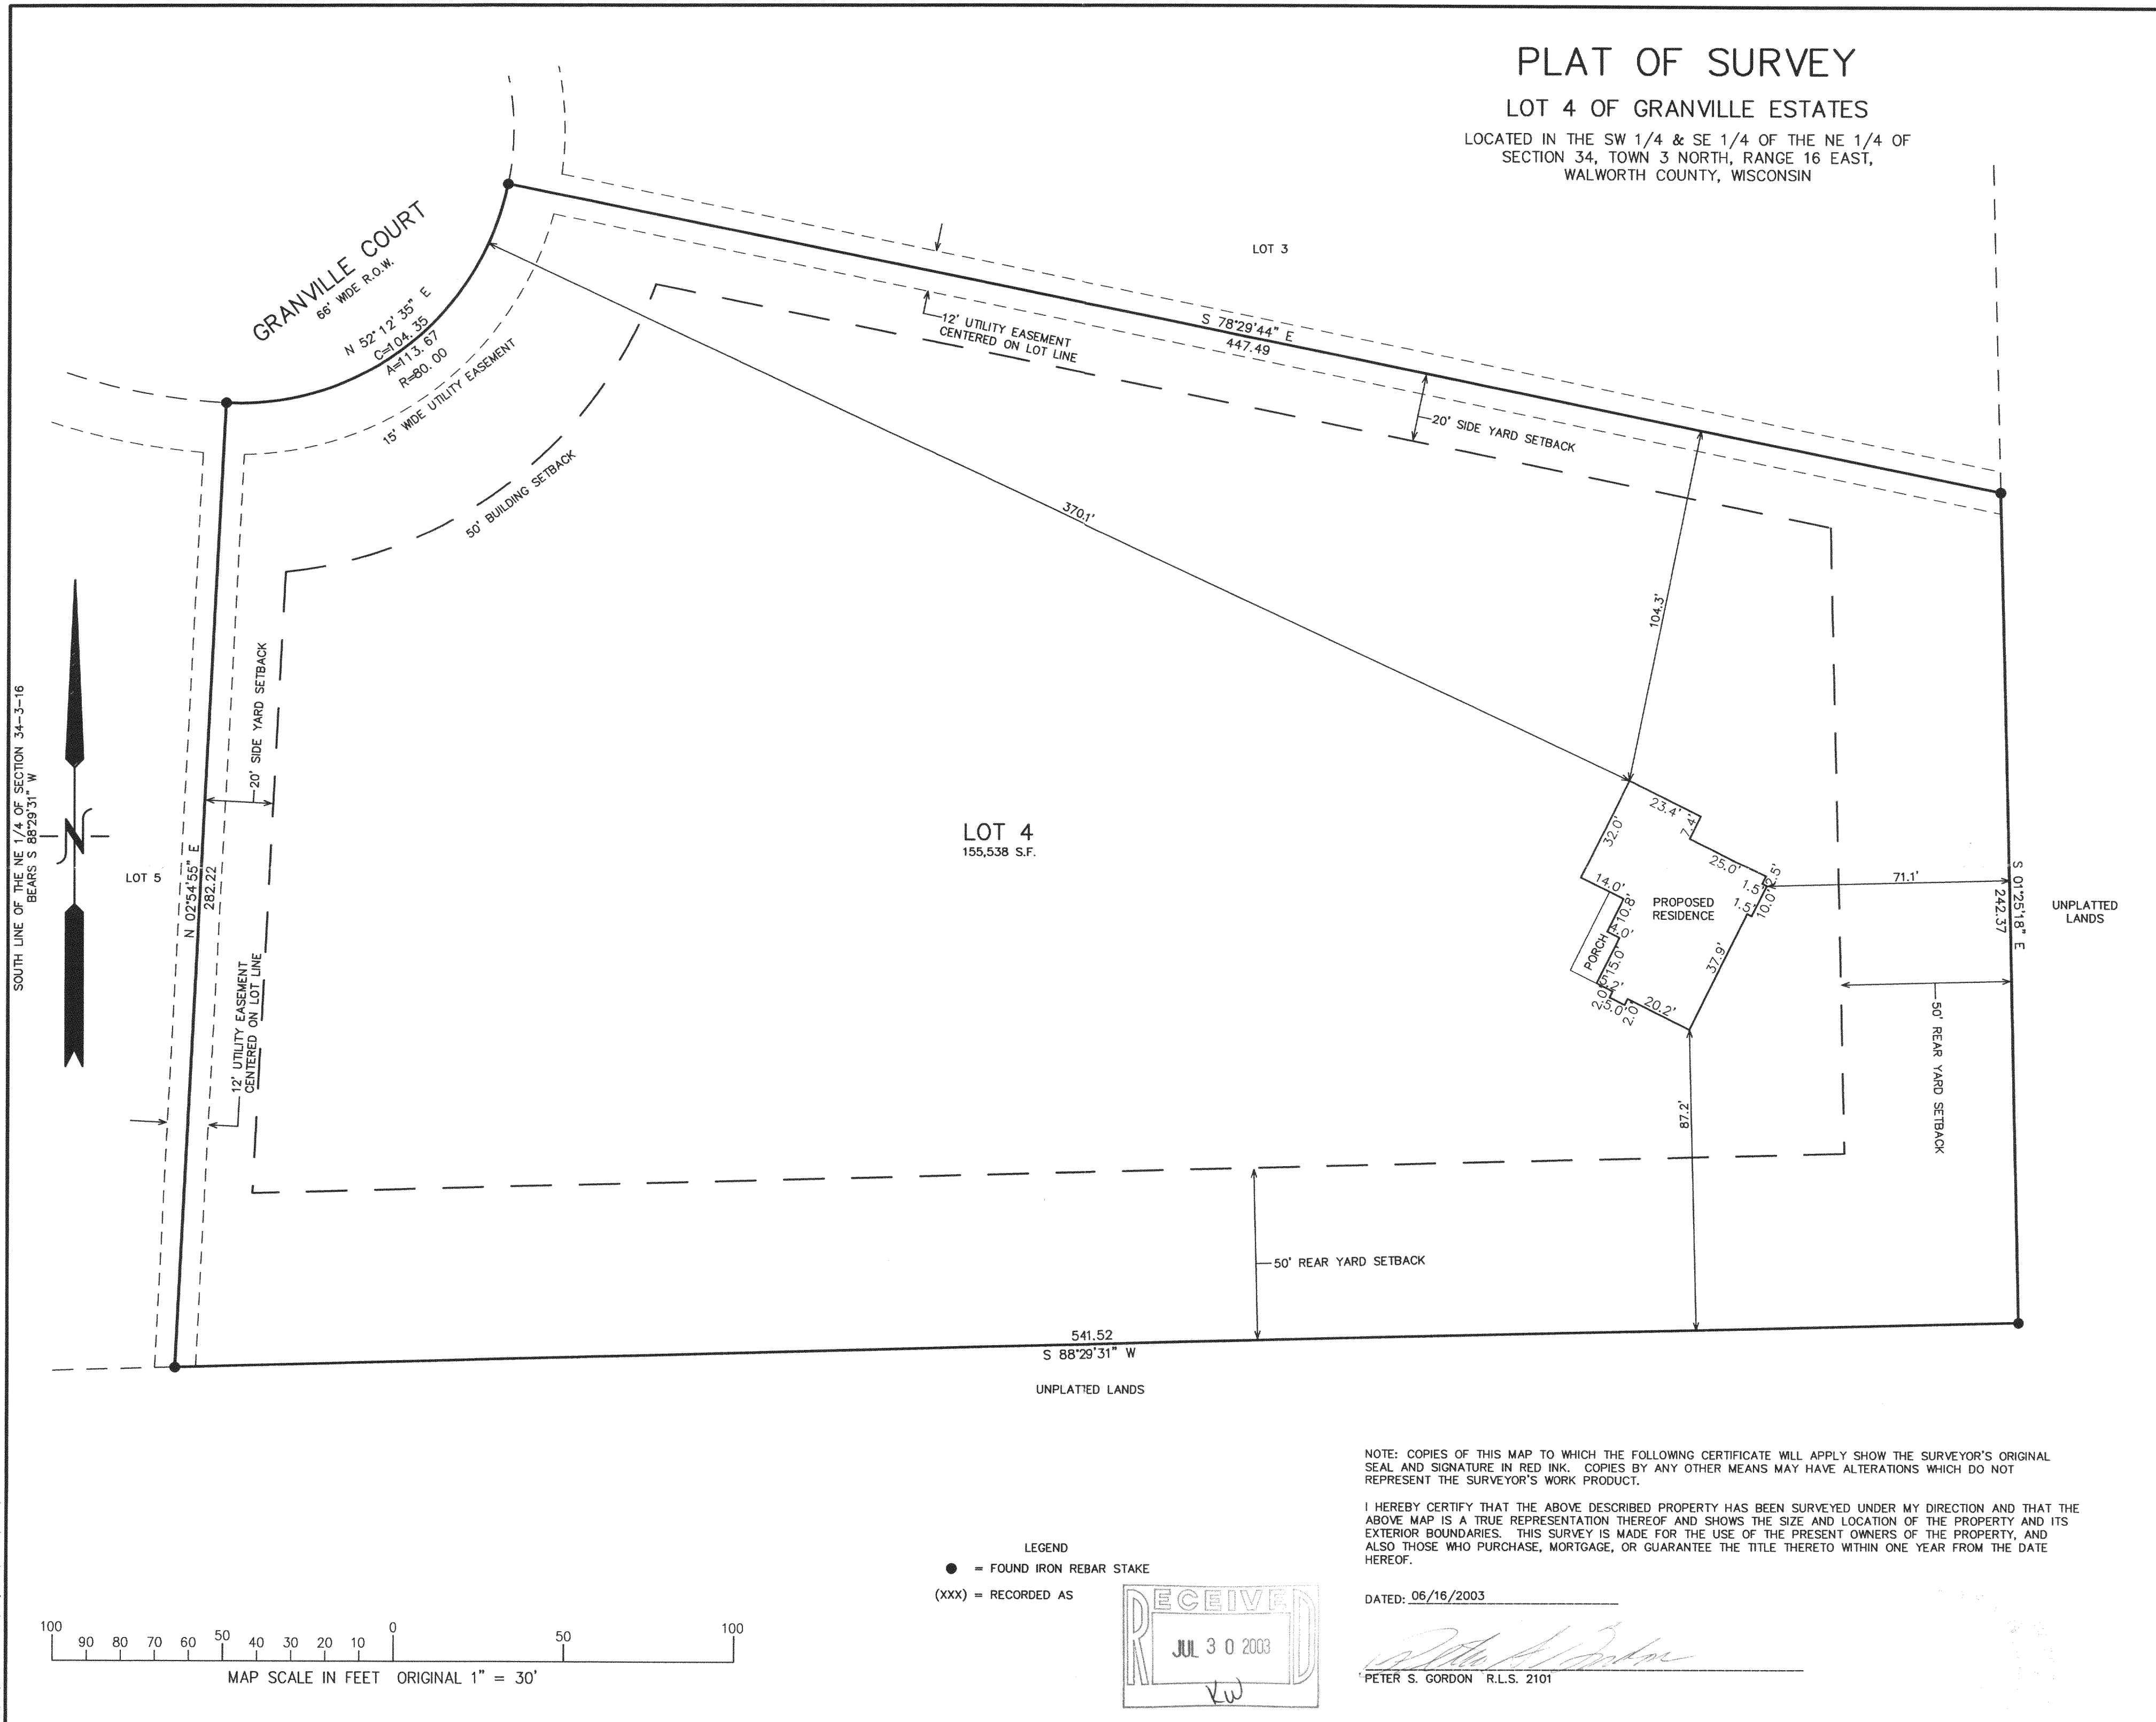 PLAT OF SURVEY
LOT 4 OF GRANVILLE ESTATES
LOCATED IN THE SW 1/4 & SE 1/4 OF THE NE 1/4 OF
SECTION 34, TOWN 3 NORTH, RANGE 16 EAST,
WALWORTH COUNTY, WISCONSIN
GRANVILLE COURT
66' WIDE R.O.W.
N 52°12'35" E
C=104.35
A=113.67
R=80.00
15' WIDE UTILITY EASEMENT
50' BUILDING SETBACK
LOT 3
12' UTILITY EASEMENT
CENTERED ON LOT LINE
S 78°29'44" E
447.49
20' SIDE YARD SETBACK
370.1'
104.3'
SOUTH LINE OF THE NE 1/4 OF SECTION 34-3-16
BEARS S 88°29'31" W
N
LOT 5
N 02°54'55" E
282.22
20' SIDE YARD SETBACK
12' UTILITY EASEMENT
CENTERED ON LOT LINE
LOT 4
155,538 S.F.
23.4'
7.4'
32.0'
25.0'
2.5'
1.5'
10.0'
1.5'
14.0'
10.8'
4.0'
PROPOSED
RESIDENCE
PORCH
15.0'
5.2'
2.0'
5.0'
2.0'
20.2'
37.9'
71.1'
S 01°25'18" E
242.37
UNPLATTED
LANDS
50' REAR YARD SETBACK
87.2'
50' REAR YARD SETBACK
541.52
S 88°29'31" W
UNPLATTED LANDS
NOTE: COPIES OF THIS MAP TO WHICH THE FOLLOWING CERTIFICATE WILL APPLY SHOW THE SURVEYOR'S ORIGINAL
SEAL AND SIGNATURE IN RED INK. COPIES BY ANY OTHER MEANS MAY HAVE ALTERATIONS WHICH DO NOT
REPRESENT THE SURVEYOR'S WORK PRODUCT.
I HEREBY CERTIFY THAT THE ABOVE DESCRIBED PROPERTY HAS BEEN SURVEYED UNDER MY DIRECTION AND THAT THE
ABOVE MAP IS A TRUE REPRESENTATION THEREOF AND SHOWS THE SIZE AND LOCATION OF THE PROPERTY AND ITS
EXTERIOR BOUNDARIES. THIS SURVEY IS MADE FOR THE USE OF THE PRESENT OWNERS OF THE PROPERTY, AND
ALSO THOSE WHO PURCHASE, MORTGAGE, OR GUARANTEE THE TITLE THERETO WITHIN ONE YEAR FROM THE DATE
HEREOF.
DATED: 06/16/2003
PETER S. GORDON R.L.S. 2101
LEGEND
● = FOUND IRON REBAR STAKE
(XXX) = RECORDED AS
RECEIVED
JUL 30 2003
KW
100 90 80 70 60 50 40 30 20 10 0 50 100
MAP SCALE IN FEET ORIGINAL 1" = 30'